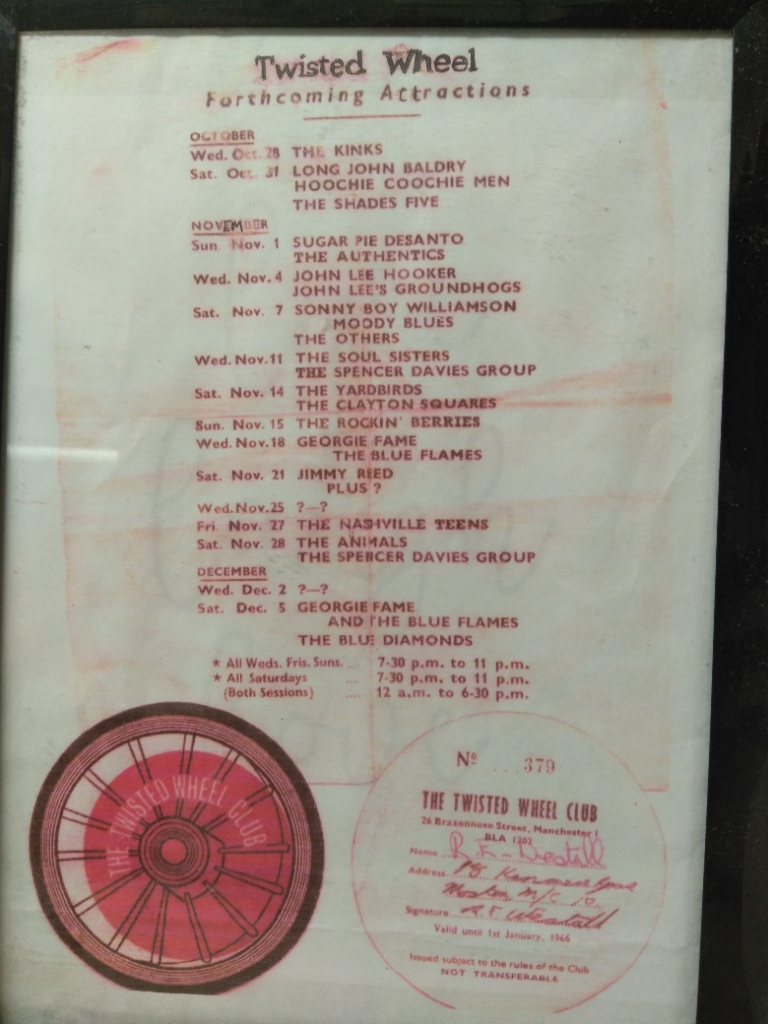 Twisted Wheel
Forthcoming Attractions
OCTOBER
Wed. Oct. 28 THE KINKS
Sat. Oct. 31 LONG JOHN BALDRY
HOOCHIE COOCHIE MEN
THE SHADES FIVE
NOVEMBER
Sun Nov. 1 SUGAR PIE DESANTO
THE AUTHENTICS
Wed. Nov. 4 JOHN LEE HOOKER
JOHN LEE'S GROUNDHOGS
Sat. Nov. 7 SONNY BOY WILLIAMSON
MOODY BLUES
THE OTHERS
Wed. Nov. 11 THE SOUL SISTERS
THE SPENCER DAVIES GROUP
Sat. Nov. 14 THE YARDBIRDS
THE CLAYTON SQUARES
Sun. Nov. 15 THE ROCKIN' BERRIES
Wed. Nov. 18 GEORGIE FAME
THE BLUE FLAMES
Sat. Nov. 21 JIMMY REED
PLUS ?
Wed. Nov. 25 ?—?
Fri. Nov. 27 THE NASHVILLE TEENS
Sat. Nov. 28 THE ANIMALS
THE SPENCER DAVIES GROUP
DECEMBER
Wed. Dec. 2 ?—?
Sat. Dec. 5 GEORGIE FAME
AND THE BLUE FLAMES
THE BLUE DIAMONDS
★ All Weds. Fris. Suns. ... 7-30 p.m. to 11 p.m.
★ All Saturdays .... 7-30 p.m. to 11 p.m.
(Both Sessions) .... 12 a.m. to 6-30 p.m.
THE TWISTED WHEEL CLUB
Nº ....379
THE TWISTED WHEEL CLUB
26 Brazennose Street, Manchester 1
BLA 1302
Name R. F. Westall
Address
Moston M/C 10
Signature R. F. Westall
Valid until 1st January, 1966
Issued subject to the rules of the Club
NOT TRANSFERABLE